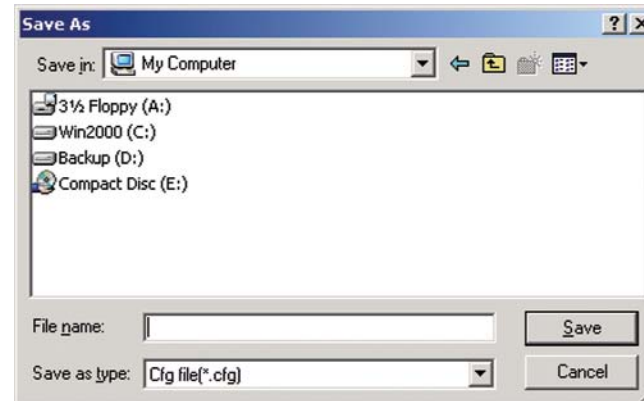 Save As
Save in: My Computer
3½ Floppy (A:)
Win2000 (C:)
Backup (D:)
Compact Disc (E:)
File name:
Save
Save as type: Cfg file(*.cfg)
Cancel